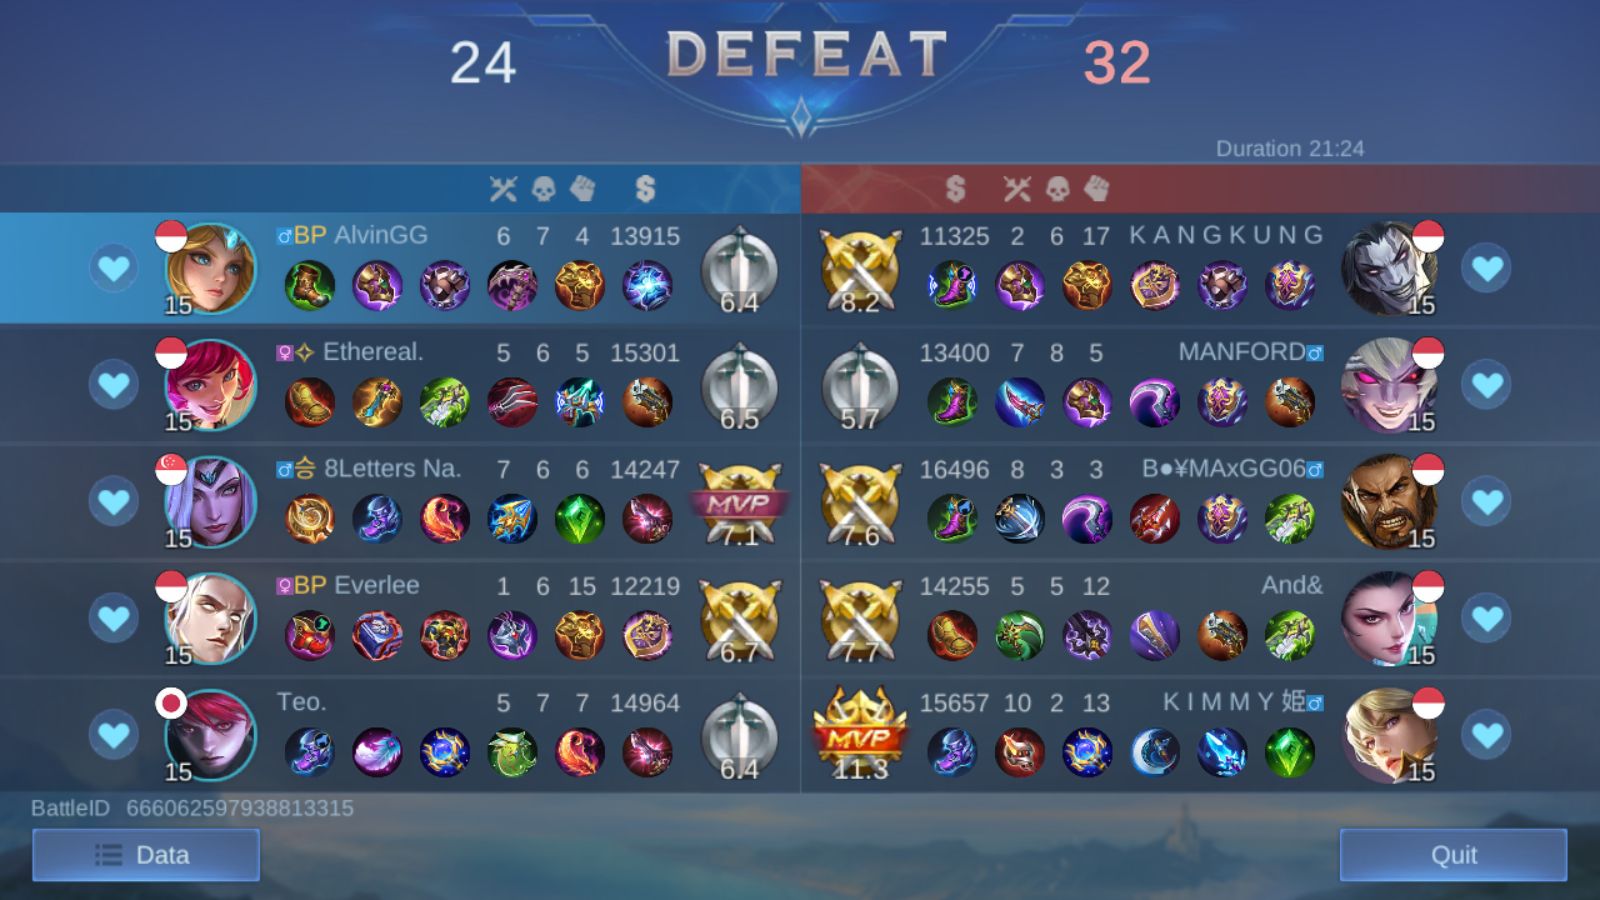 24 DEFEAT 32
Duration 21:24
BP AlvinGG 6 7 4 13915
15 6.4
11325 2 6 17 K A N G K U N G
8.2 15
Ethereal. 5 6 5 15301
15 6.5
13400 7 8 5 MANFORD
5.7 15
승 8Letters Na. 7 6 6 14247
MVP
15 7.1
16496 8 3 3 B●¥MAxGG06
7.6 15
BP Everlee 1 6 15 12219
15 6.7
14255 5 5 12 And&
7.7 15
Teo. 5 7 7 14964
15 6.4
15657 10 2 13 K I M M Y 姫
MVP
11.3 15
BattleID 666062597938813315
Data
Quit